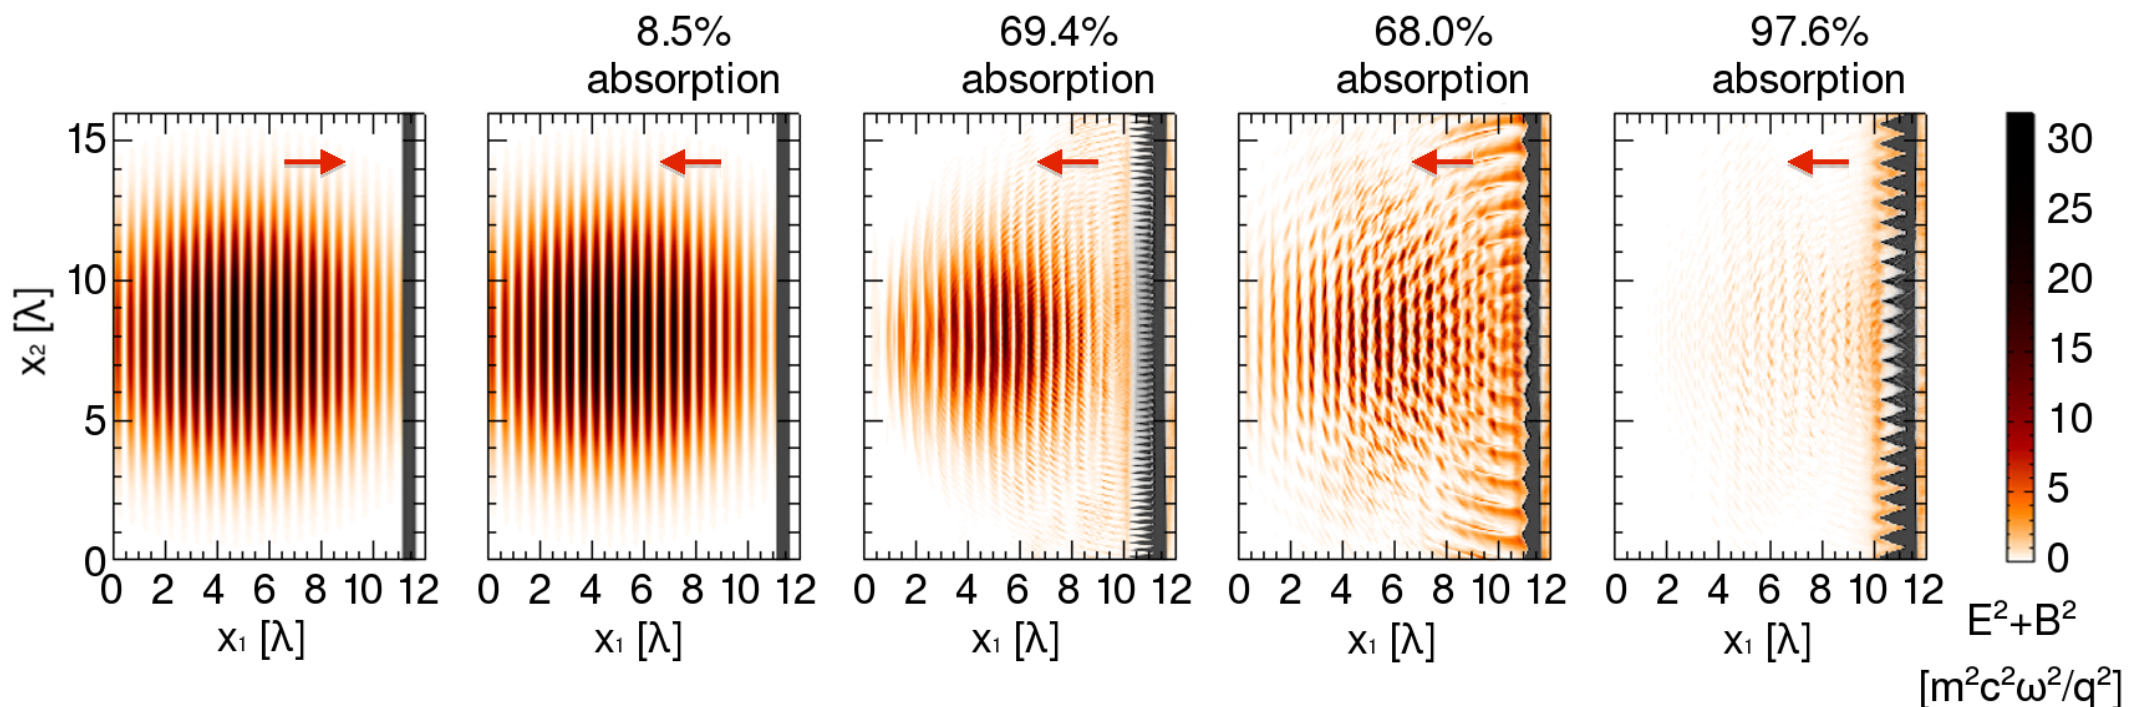 8.5% 69.4% 68.0% 97.6%
absorption absorption absorption absorption
15 10 5 0
x₂ [λ]
0 2 4 6 8 10 12 0 2 4 6 8 10 12 0 2 4 6 8 10 12 0 2 4 6 8 10 12 0 2 4 6 8 10 12
x₁ [λ] x₁ [λ] x₁ [λ] x₁ [λ] x₁ [λ]
30
25
20
15
10
5
0
E²+B²
[m²c²ω²/q²]